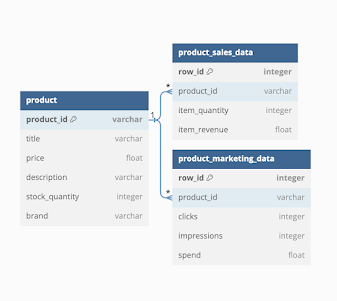 product
product_id varchar
title varchar
price float
description varchar
stock_quantity integer
brand varchar
1
*
*
product_sales_data
row_id integer
product_id varchar
item_quantity integer
item_revenue float
product_marketing_data
row_id integer
product_id varchar
clicks integer
impressions integer
spend float